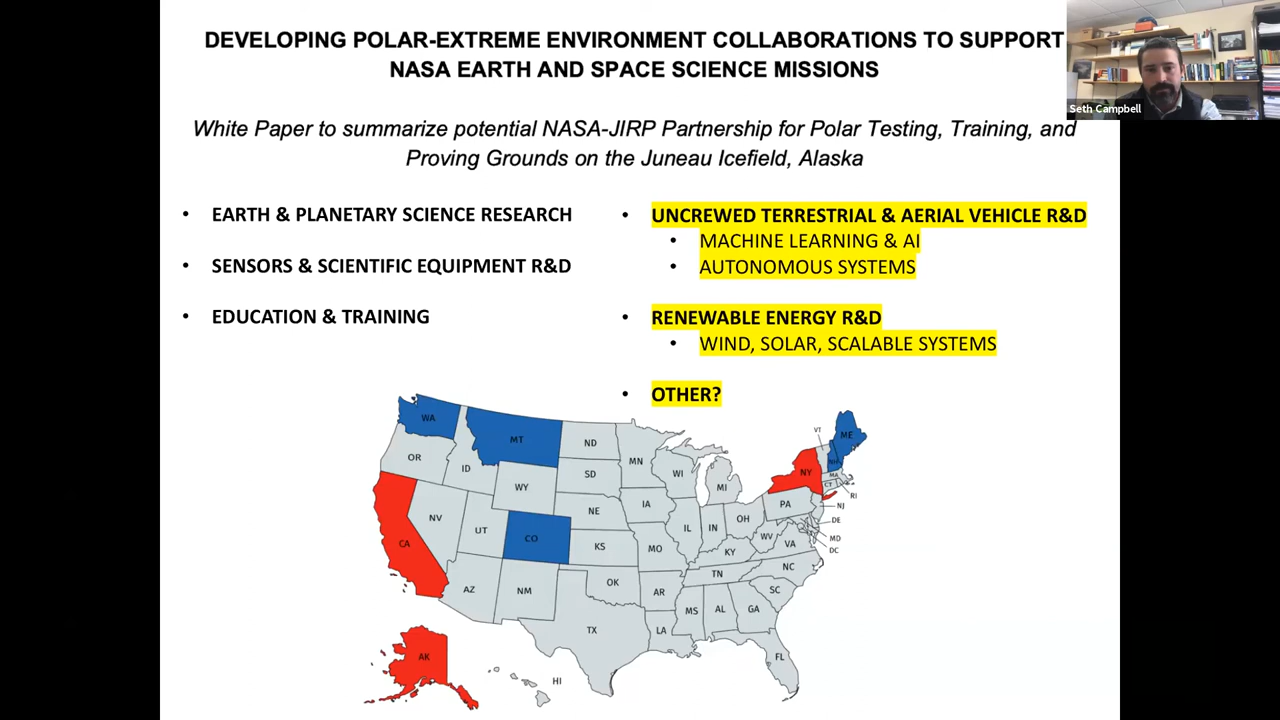 DEVELOPING POLAR-EXTREME ENVIRONMENT COLLABORATIONS TO SUPPORT
NASA EARTH AND SPACE SCIENCE MISSIONS
Seth Campbell
White Paper to summarize potential NASA-JIRP Partnership for Polar Testing, Training, and
Proving Grounds on the Juneau Icefield, Alaska
• EARTH & PLANETARY SCIENCE RESEARCH
• SENSORS & SCIENTIFIC EQUIPMENT R&D
• EDUCATION & TRAINING
• UNCREWED TERRESTRIAL & AERIAL VEHICLE R&D
• MACHINE LEARNING & AI
• AUTONOMOUS SYSTEMS
• RENEWABLE ENERGY R&D
• WIND, SOLAR, SCALABLE SYSTEMS
• OTHER?
WA
MT
ND
MN
VT
ME
OR
ID
SD
WI
MI
NY
NH
MA
CT
RI
WY
NE
IA
PA
NJ
NV
UT
CO
IL
IN
OH
DE
MD
DC
CA
KS
MO
WV
VA
KY
NC
AZ
NM
OK
AR
TN
SC
MS
AL
GA
TX
LA
AK
FL
HI